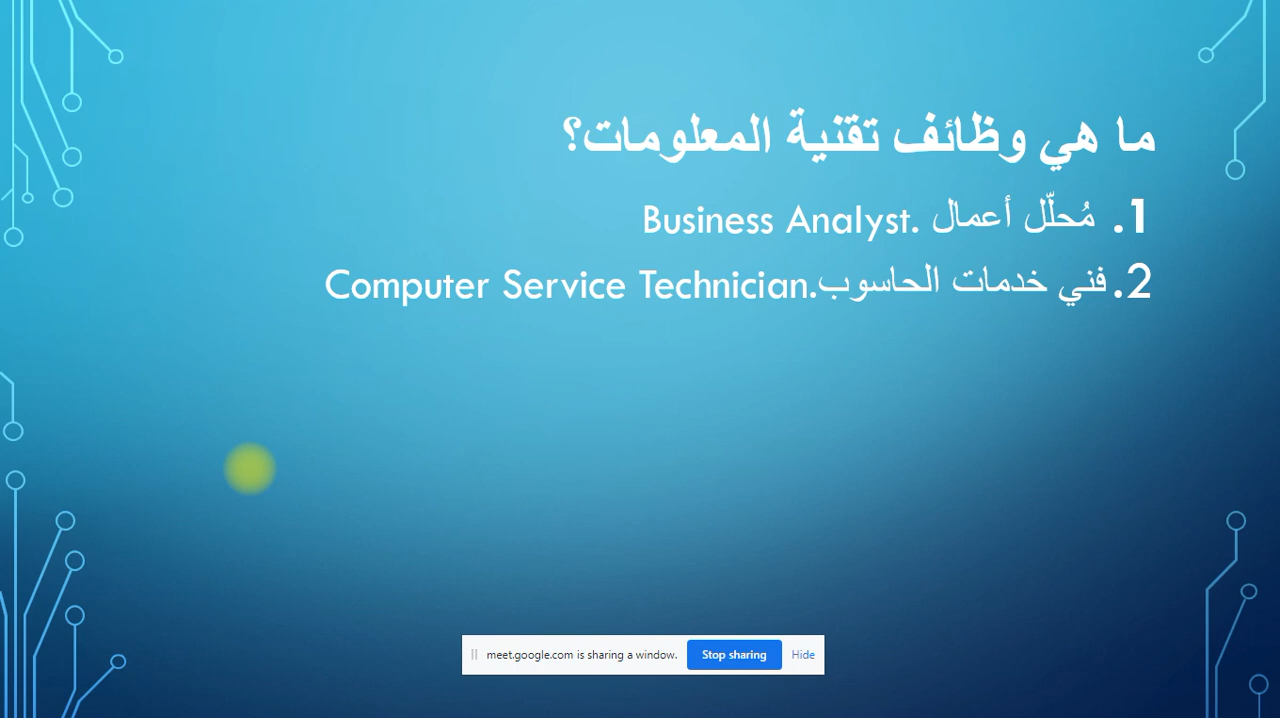 ما هي وظائف تقنية المعلومات؟
1. مُحلّل أعمال .Business Analyst
2. فني خدمات الحاسوب.Computer Service Technician
meet.google.com is sharing a window. Stop sharing Hide